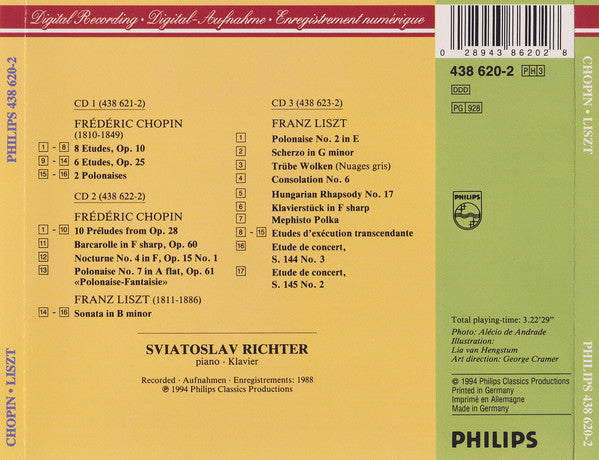 Digital Recording · Digital-Aufnahme · Enregistrement numérique
PHILIPS 438 620-2
CHOPIN · LISZT
CD 1 (438 621-2)
FRÉDÉRIC CHOPIN
(1810-1849)
1 - 8 8 Etudes, Op. 10
9 - 14 6 Etudes, Op. 25
15 - 16 2 Polonaises
CD 2 (438 622-2)
FRÉDÉRIC CHOPIN
1 - 10 10 Préludes from Op. 28
11 Barcarolle in F sharp, Op. 60
12 Nocturne No. 4 in F, Op. 15 No. 1
13 Polonaise No. 7 in A flat, Op. 61
«Polonaise-Fantaisie»
FRANZ LISZT (1811-1886)
14 - 16 Sonata in B minor
CD 3 (438 623-2)
FRANZ LISZT
1 Polonaise No. 2 in E
2 Scherzo in G minor
3 Trübe Wolken (Nuages gris)
4 Consolation No. 6
5 Hungarian Rhapsody No. 17
6 Klavierstück in F sharp
7 Mephisto Polka
8 - 15 Etudes d'exécution transcendante
16 Etude de concert,
S. 144 No. 3
17 Etude de concert,
S. 145 No. 2
SVIATOSLAV RICHTER
piano · Klavier
Recorded · Aufnahmen · Enregistrements: 1988
℗ 1994 Philips Classics Productions
0 28943 86202 8
438 620-2 PH3
DDD
PG 928
PHILIPS
Total playing-time: 3.22'29"
Photo: Alécio de Andrade
Illustration:
Lia van Hengstum
Art direction: George Cramer
© 1994 Philips Classics Productions
Printed in Germany
Imprimé en Allemagne
Made in Germany
PHILIPS
CHOPIN · LISZT
PHILIPS 438 620-2